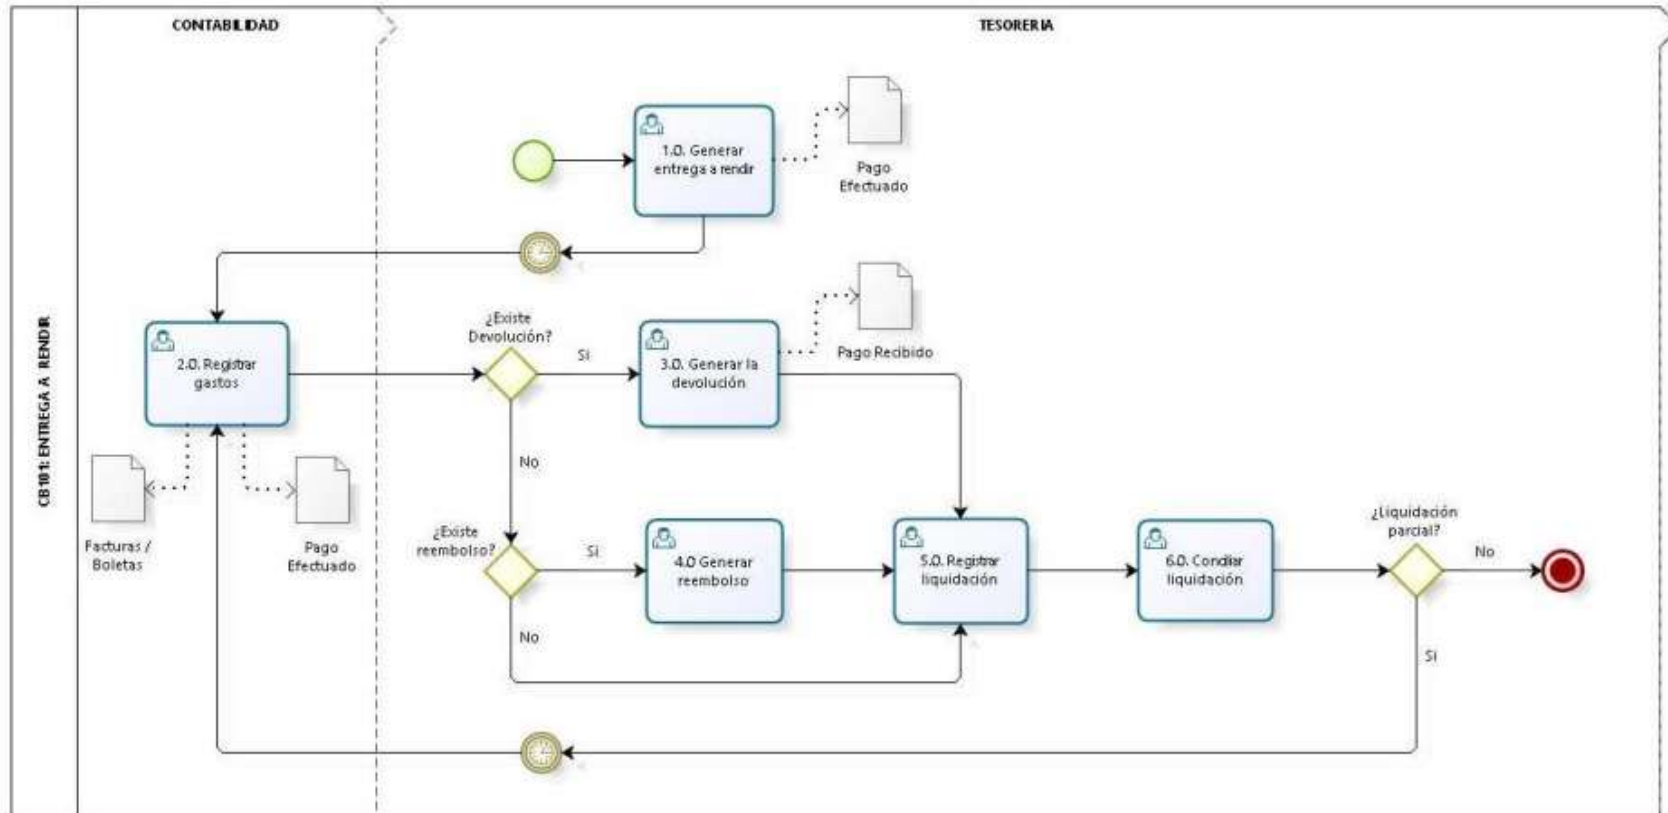 CONTABILIDAD
TESORERIA
CB101: ENTREGA A RENDIR
1.0. Generar
entrega a rendir
Pago
Efectuado
2.0. Registrar
gastos
¿Existe
Devolución?
Si
3.0. Generar la
devolución
Pago Recibido
No
Facturas /
Boletas
Pago
Efectuado
¿Existe
reembolso?
Si
4.0 Generar
reembolso
5.0. Registrar
liquidación
6.0. Conciliar
liquidación
¿Liquidación
parcial?
No
No
Si